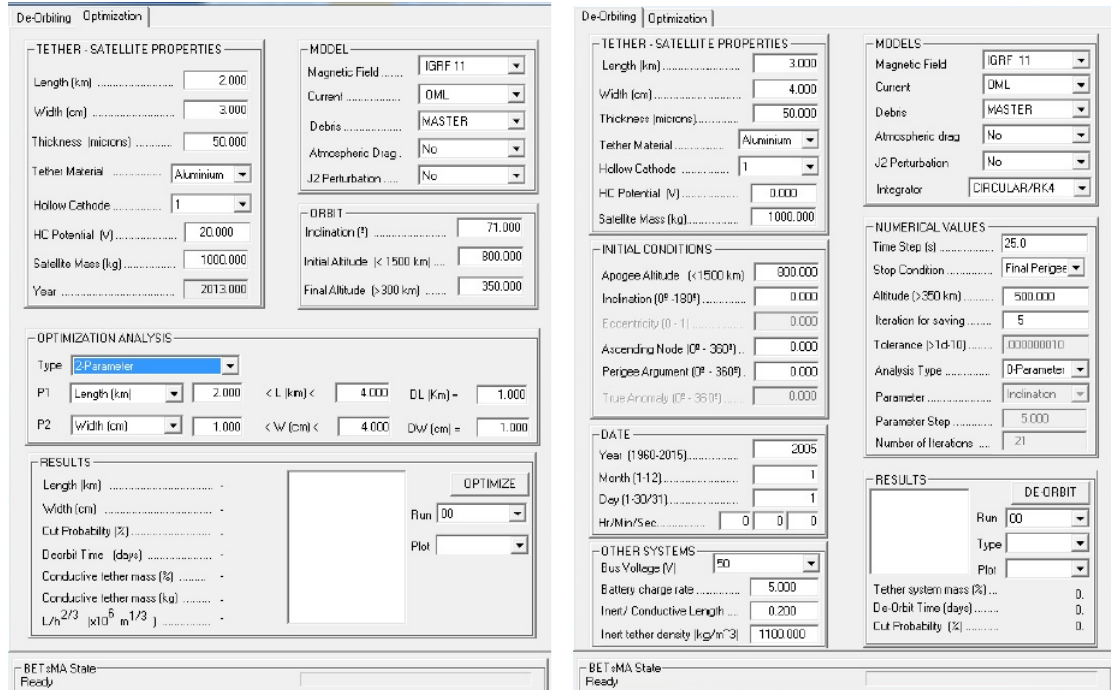 De-Orbiting Optimization
TETHER - SATELLITE PROPERTIES
Length (km) 2.000
Width (cm) 3.000
Thickness (microns) 50.000
Tether Material Aluminium
Hollow Cathode 1
HC Potential (V) 20.000
Satellite Mass (kg) 1000.000
Year 2013.000
MODEL
Magnetic Field IGRF 11
Current OML
Debris MASTER
Atmospheric Drag No
J2 Perturbation No
ORBIT
Inclination (º) 71.000
Initial Altitude (< 1500 km) 800.000
Final Altitude (>300 km) 350.000
OPTIMIZATION ANALYSIS
Type 2-Parameter
P1 Length (km) 2.000 < L (km) < 4.000 DL (Km) = 1.000
P2 Width (cm) 1.000 < W (cm) < 4.000 DW (cm) = 1.000
RESULTS
Length (km) -
Width (cm) -
Cut Probability (%) -
Deorbit Time (days) -
Conductive tether mass (%) -
Conductive tether mass (kg) -
L/h^2/3 (x10^6 m^1/3) -
OPTIMIZE
Run 00
Plot
BETsMA State
Ready
De-Orbiting Optimization
TETHER - SATELLITE PROPERTIES
Length (km) 3.000
Width (cm) 4.000
Thickness (microns) 50.000
Tether Material Aluminium
Hollow Cathode 1
HC Potential (V) 0.000
Satellite Mass (kg) 1000.000
INITIAL CONDITIONS
Apogee Altitude (<1500 km) 800.000
Inclination (0º -180º) 0.000
Eccentricity (0 - 1) 0.000
Ascending Node (0º - 360º) 0.000
Perigee Argument (0º - 360º) 0.000
True Anomaly (0º - 360º) 0.000
DATE
Year (1960-2015) 2005
Month (1-12) 1
Day (1-30/31) 1
Hr/Min/Sec 0 0 0
OTHER SYSTEMS
Bus Voltage (V) 50
Battery charge rate 5.000
Inert/ Conductive Length 0.200
Inert tether density (kg/m^3) 1100.000
MODELS
Magnetic Field IGRF 11
Current OML
Debris MASTER
Atmospheric drag No
J2 Perturbation No
Integrator CIRCULAR/RK4
NUMERICAL VALUES
Time Step (s) 25.0
Stop Condition Final Perigee
Altitude (>350 km) 500.000
Iteration for saving 5
Tolerance (>1d-10) .000000010
Analysis Type 0-Parameter
Parameter Inclination
Parameter Step 5.000
Number of Iterations 21
RESULTS
DE-ORBIT
Run 00
Type
Plot
Tether system mass (%) 0.
De-Orbit Time (days) 0.
Cut Probability (%) 0.
BETsMA State
Ready